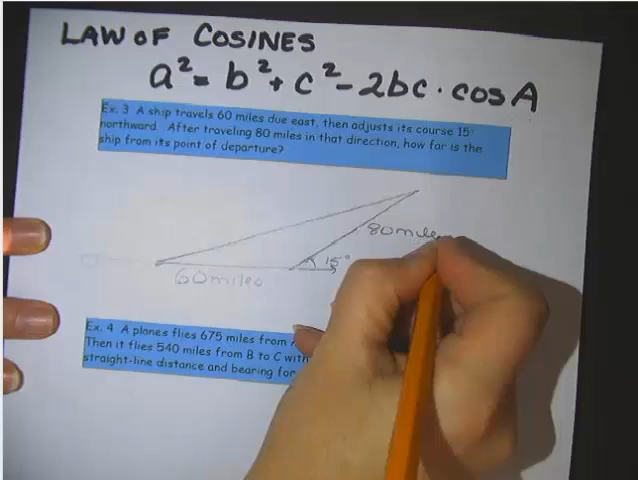 LAW OF COSINES
a² = b² + c² - 2bc · cos A
Ex. 3 A ship travels 60 miles due east, then adjusts its course 15°
northward. After traveling 80 miles in that direction, how far is the
ship from its point of departure?
80 miles
15°
60 miles
Ex. 4 A planes flies 675 miles from
Then it flies 540 miles from B to C with
straight-line distance and bearing for